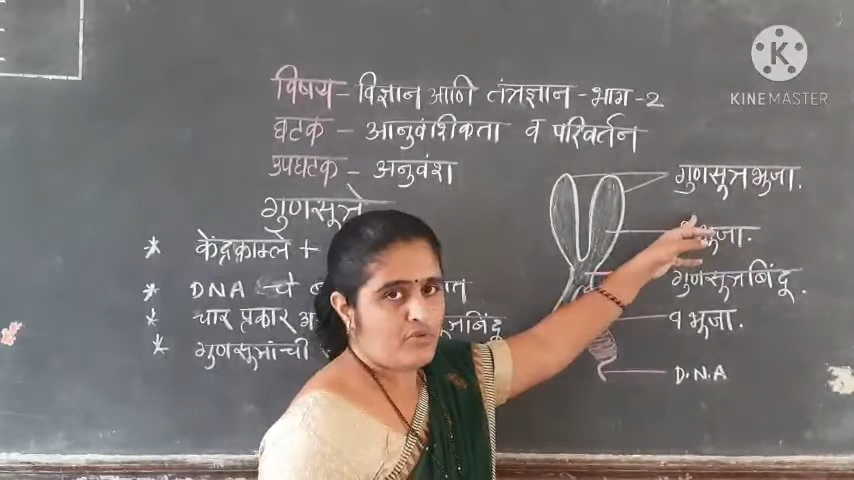 विषय - विज्ञान आणि तंत्रज्ञान - भाग - 2
घटक - आनुवंशिकता व परिवर्तन
उपघटक - अनुवंश
गुणसूत्रे
* केंद्रकाम्ले +
* DNA चे
* चार प्रकार
* गुणसूत्रांची
गुणसूत्रभुजा.
भुजा.
गुणसूत्रबिंदू.
भुजा.
D.N.A
K
KINEMASTER